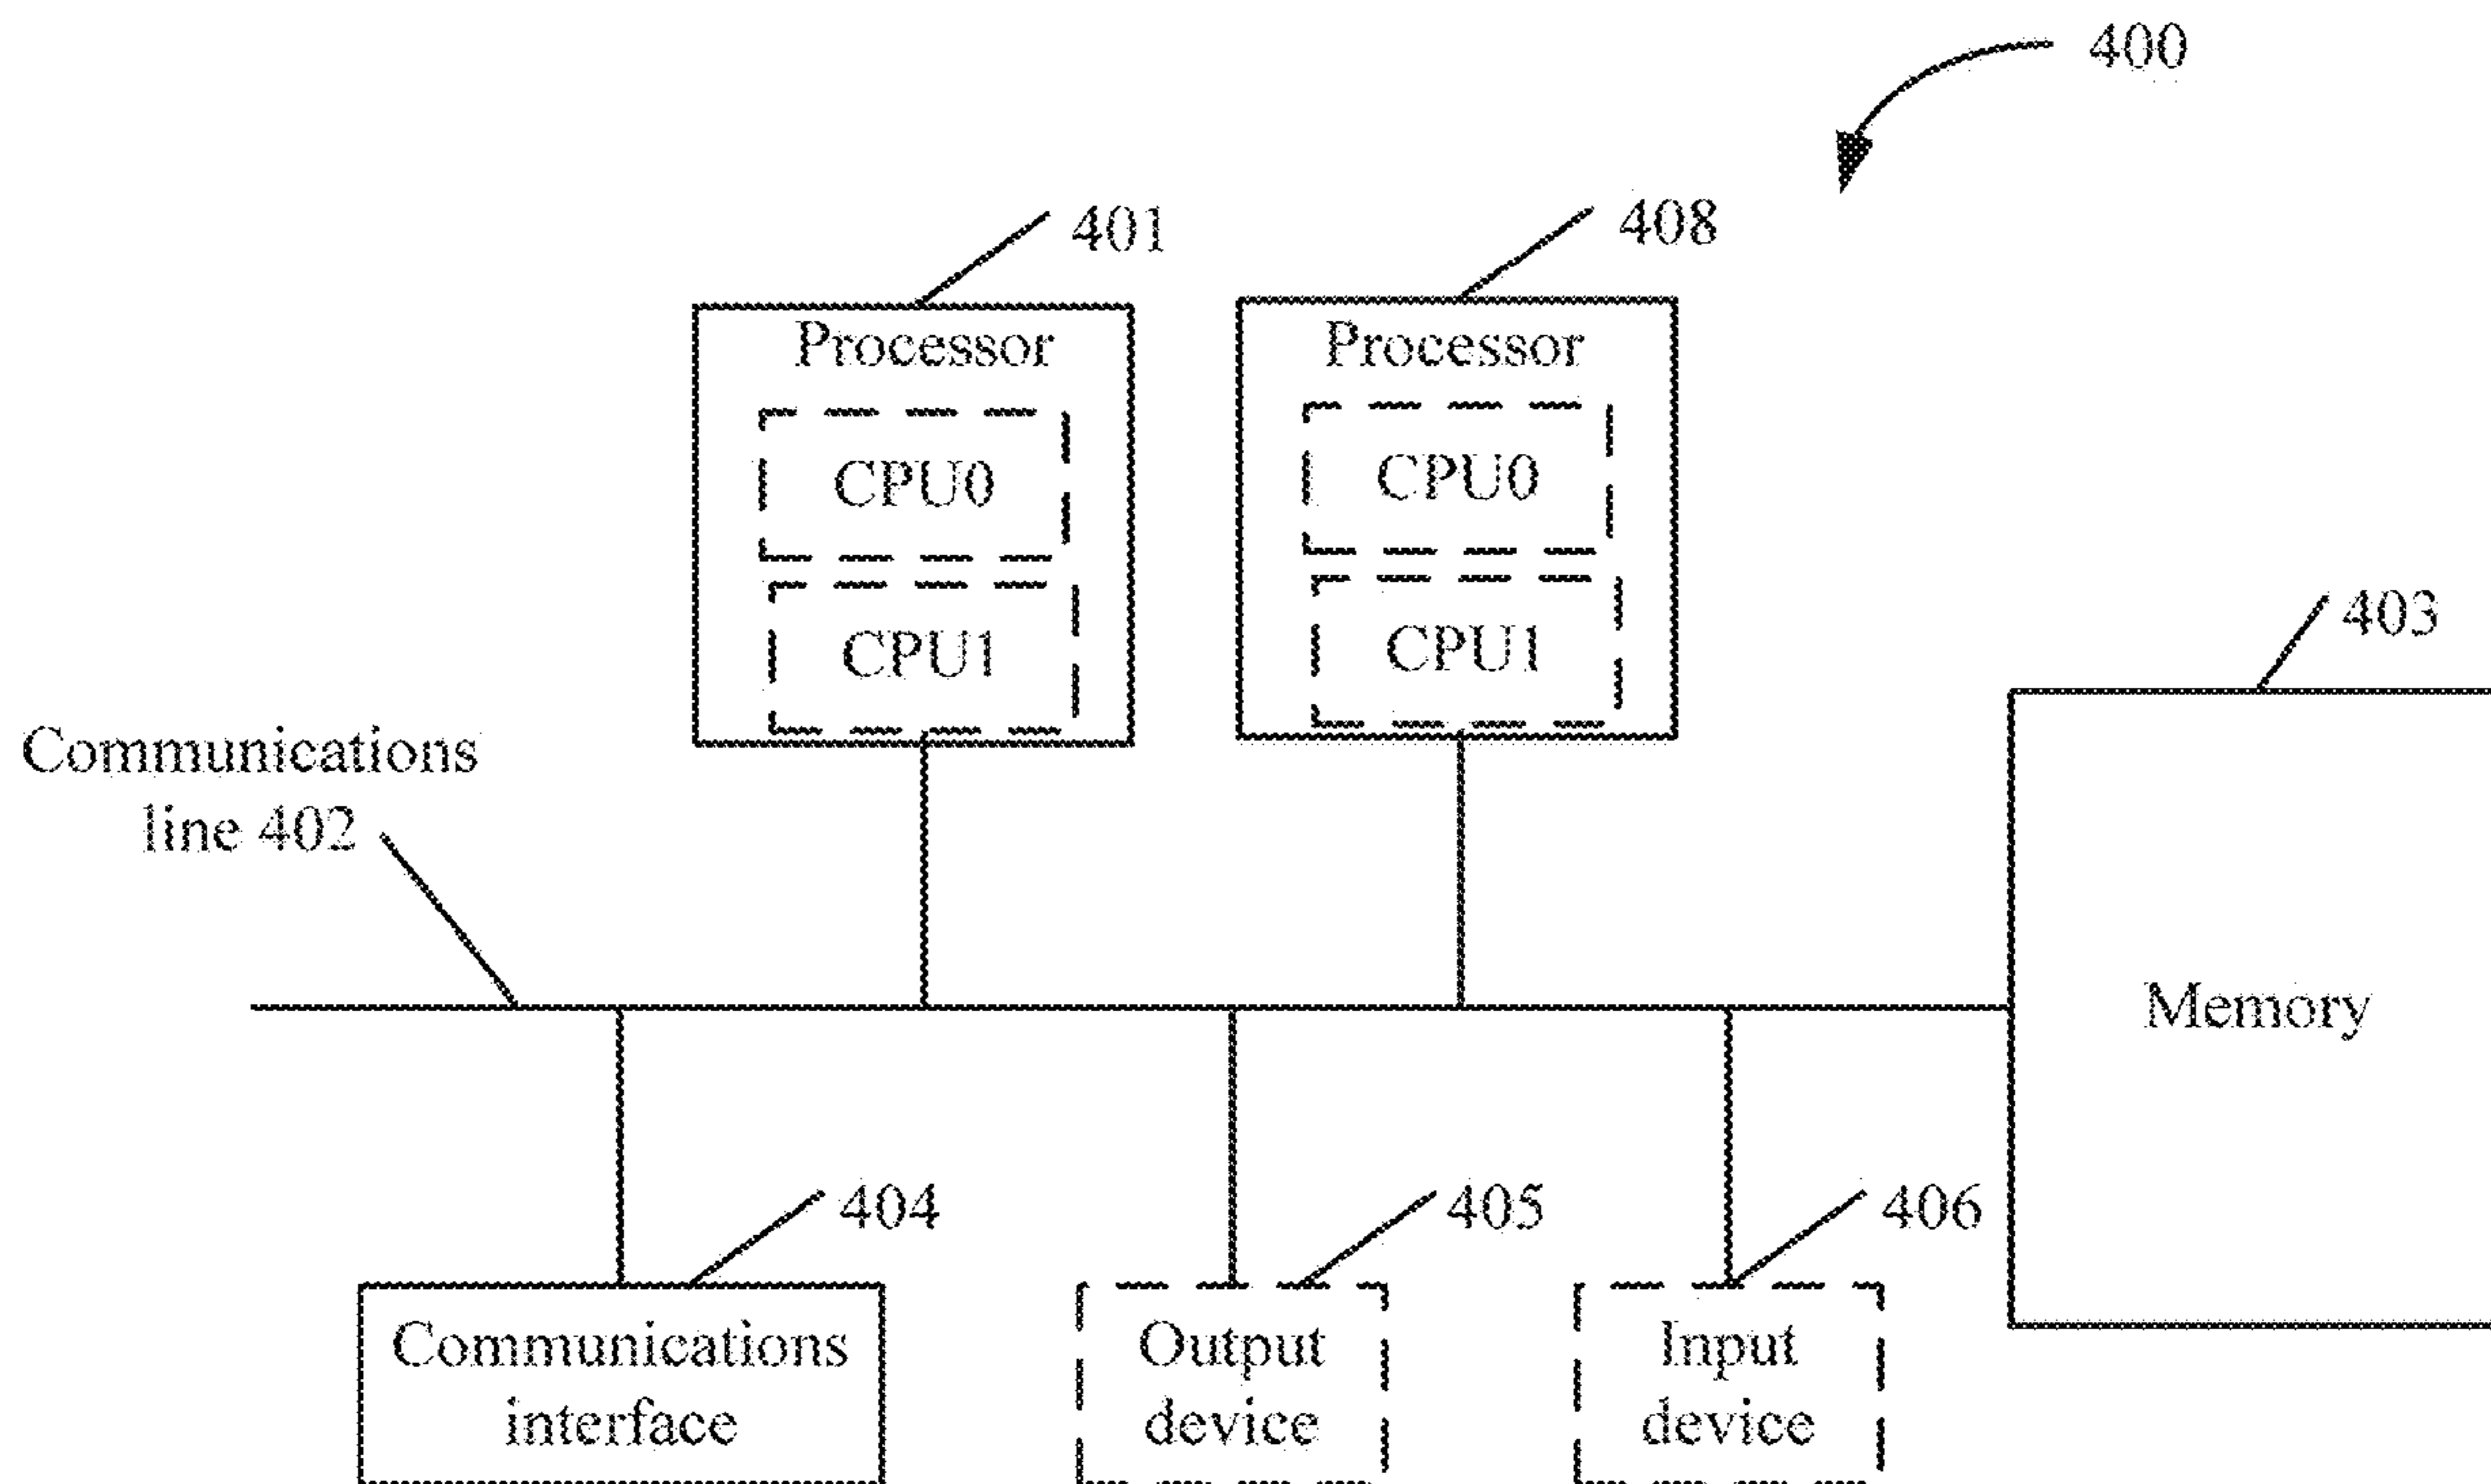 400
401
408
Processor
Processor
CPU0
CPU0
CPU1
CPU1
403
Communications
line 402
Memory
404
405
406
Communications
interface
Output
device
Input
device